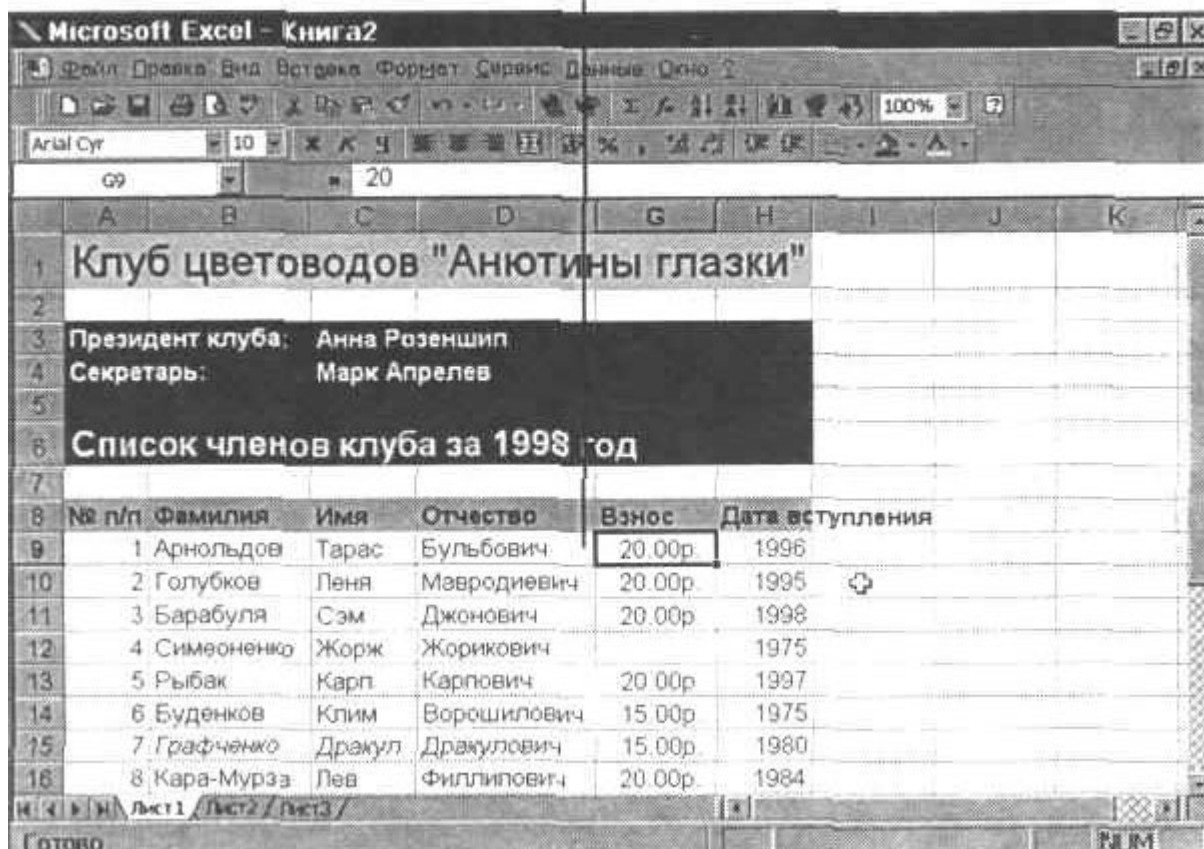 Microsoft Excel - Книга2
Файл Правка Вид Вставка Формат Сервис Данные Окно ?
100%
Arial Cyr 10 Ж К Ч
G9 = 20
A B C D G H I J K
1 Клуб цветоводов "Анютины глазки"
2
3 Президент клуба: Анна Розеншип
4 Секретарь: Марк Апрелев
5
6 Список членов клуба за 1998 год
7
8 № п/п Фамилия Имя Отчество Взнос Дата вступления
9 1 Арнольдов Тарас Бульбович 20.00р. 1996
10 2 Голубков Леня Мавродиевич 20.00р. 1995
11 3 Барабуля Сэм Джонович 20.00р. 1998
12 4 Симеоненко Жорж Жорикович 1975
13 5 Рыбак Карп Карпович 20.00р. 1997
14 6 Буденков Клим Ворошилович 15.00р. 1975
15 7 Графченко Дракул Дракулович 15.00р. 1980
16 8 Кара-Мурза Лев Филлипович 20.00р. 1984
Лист1 Лист2 Лист3
Готово NUM